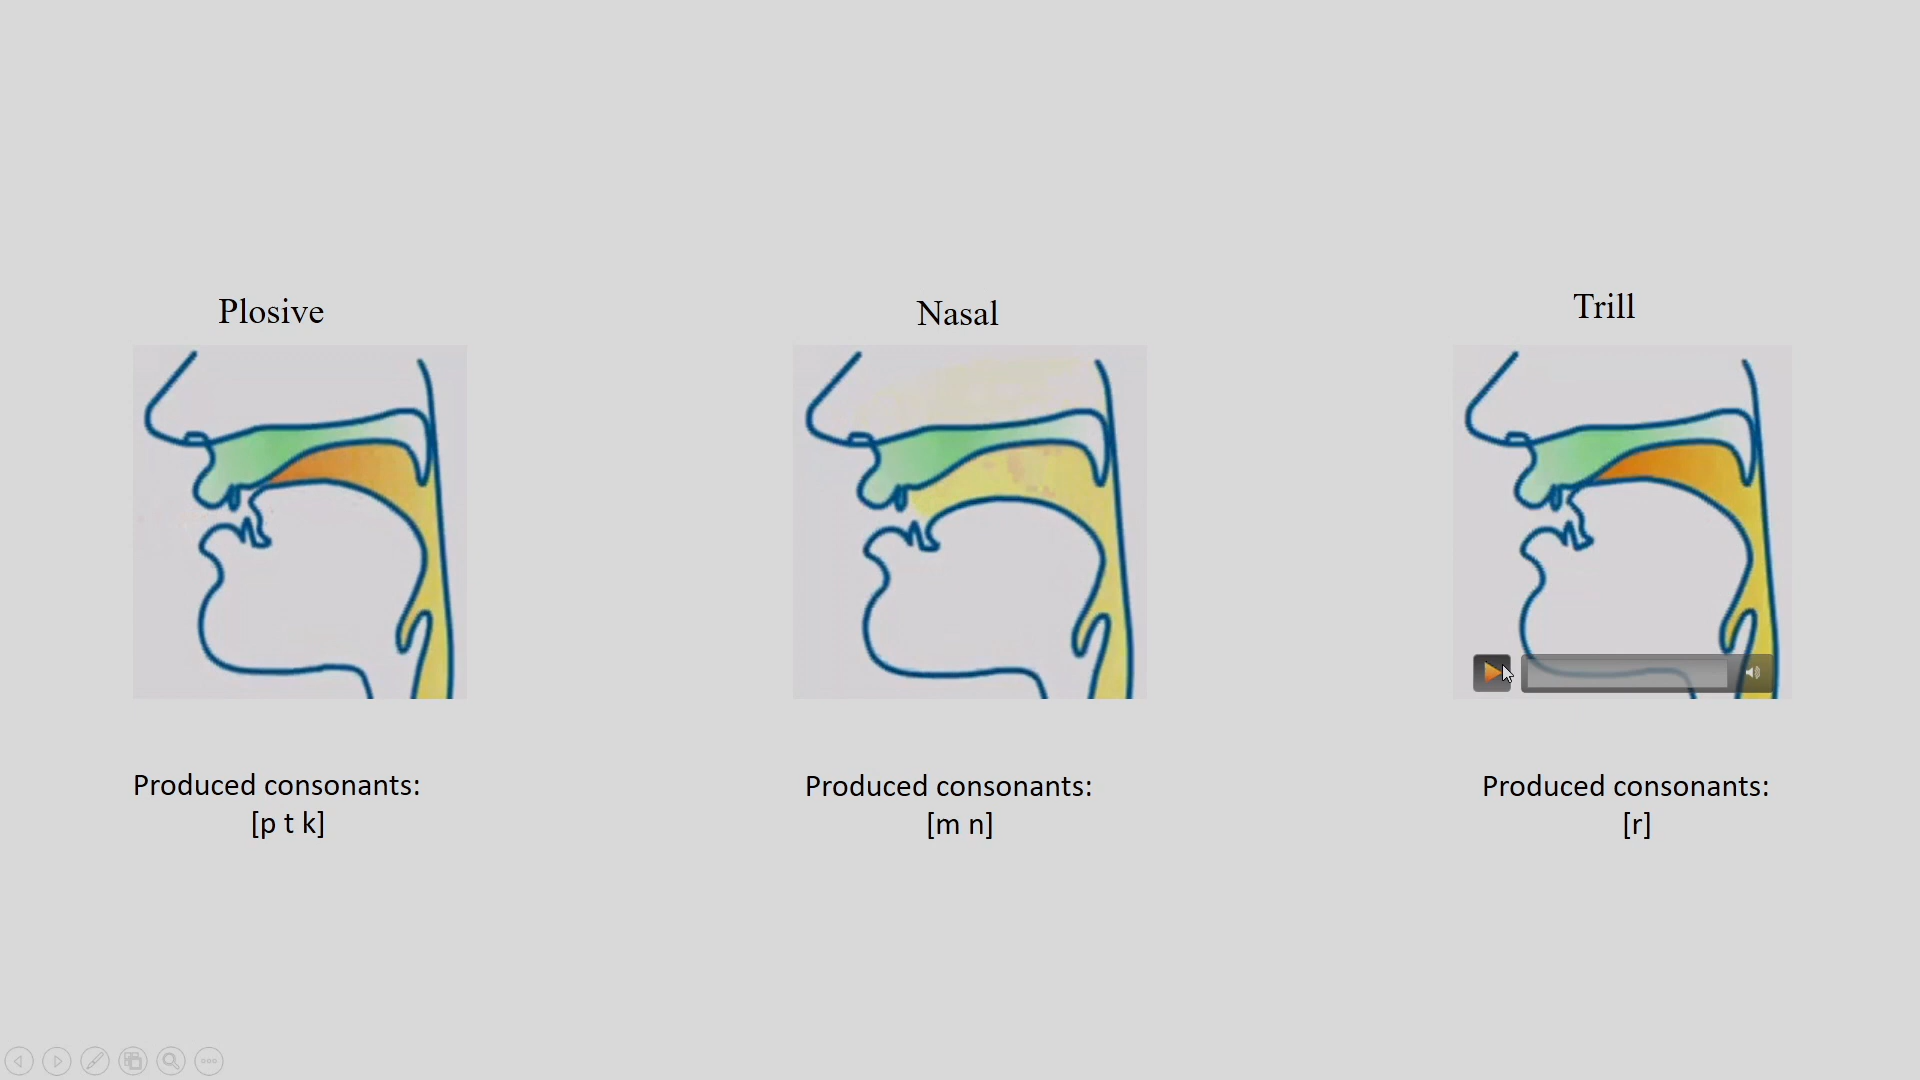 Plosive
Nasal
Trill
Produced consonants:
[p t k]
Produced consonants:
[m n]
Produced consonants:
[r]